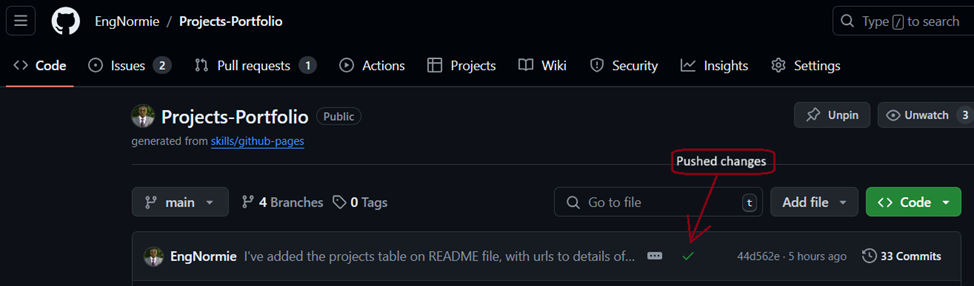 EngNormie / Projects-Portfolio
Type / to search
Code Issues 2 Pull requests 1 Actions Projects Wiki Security Insights Settings
Projects-Portfolio Public
Unpin Unwatch 3
generated from skills/github-pages
Pushed changes
main 4 Branches 0 Tags Go to file t Add file Code
EngNormie I've added the projects table on README file, with urls to details of... 44d562e · 5 hours ago 33 Commits